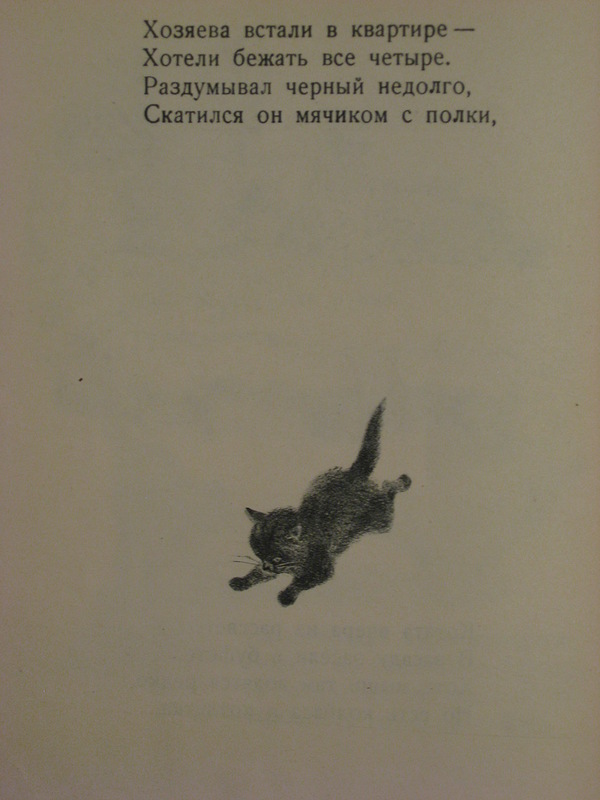 Хозяева встали в квартире —
Хотели бежать все четыре.
Раздумывал черный недолго,
Скатился он мячиком с полки,